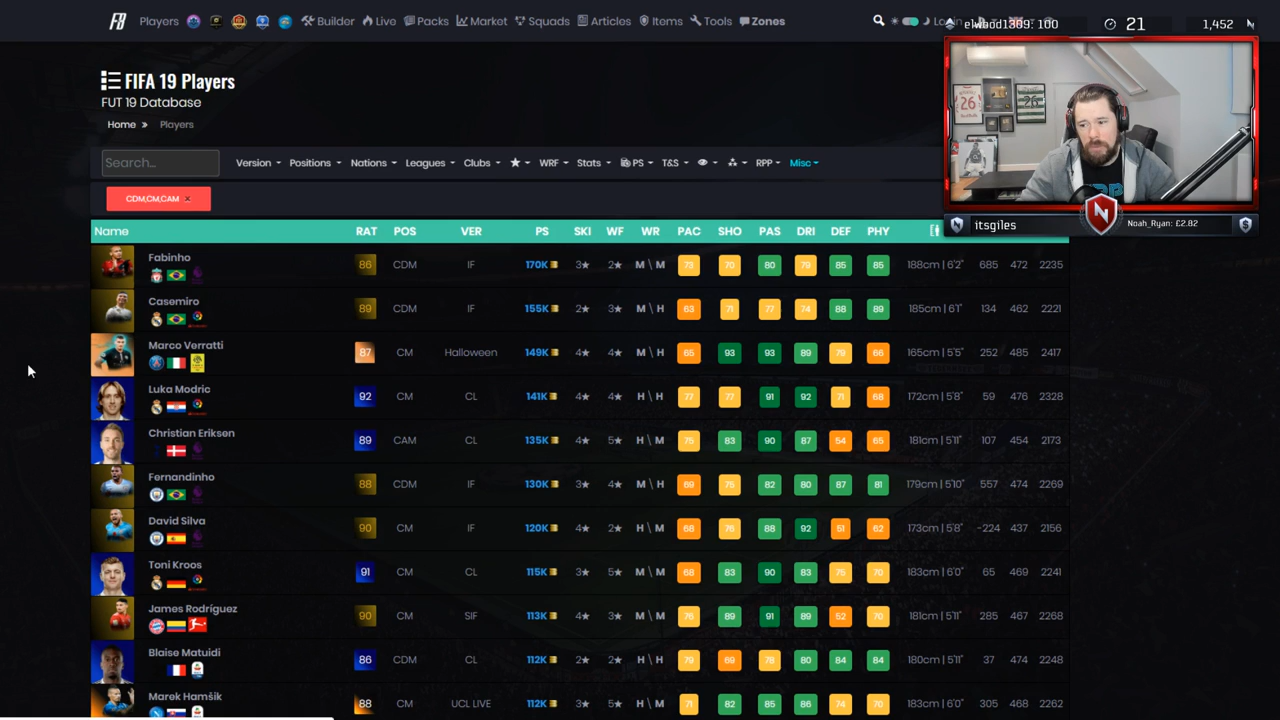 FB Players Builder Live Packs Market Squads Articles Items Tools Zones
ekwood1369: 100 21 1,452 N
FIFA 19 Players
FUT 19 Database
Home » Players
Search... Version Positions Nations Leagues Clubs WRF Stats PS T&S RPP Misc
CDM,CM,CAM x
itsgiles N Noah_Ryan: £2.82
Name RAT POS VER PS SKI WF WR PAC SHO PAS DRI DEF PHY
Fabinho 86 CDM IF 170K 3★ 2★ M \ M 73 70 80 79 85 85 188cm | 6'2" 685 472 2235
Casemiro 89 CDM IF 155K 2★ 3★ M \ H 63 71 77 74 88 89 185cm | 6'1" 134 462 2221
Marco Verratti 87 CM Halloween 149K 4★ 4★ M \ H 65 93 93 89 79 66 165cm | 5'5" 252 485 2417
Luka Modric 92 CM CL 141K 4★ 4★ H \ H 77 77 91 92 71 68 172cm | 5'8" 59 476 2328
Christian Eriksen 89 CAM CL 135K 4★ 5★ H \ M 75 83 90 87 54 65 181cm | 5'11" 107 454 2173
Fernandinho 88 CDM IF 130K 3★ 4★ H \ H 69 75 82 80 87 81 179cm | 5'10" 557 474 2269
David Silva 90 CM IF 120K 4★ 2★ H \ M 68 76 88 92 51 62 173cm | 5'8" -224 437 2156
Toni Kroos 91 CM CL 115K 3★ 5★ M \ M 68 83 90 83 75 70 183cm | 6'0" 65 469 2241
James Rodríguez 90 CM SIF 113K 4★ 3★ M \ M 76 89 91 89 52 70 181cm | 5'11" 285 467 2268
Blaise Matuidi 86 CDM CL 112K 2★ 2★ H \ H 79 69 78 80 84 84 180cm | 5'11" 37 474 2248
Marek Hamšik 88 CM UCL LIVE 112K 3★ 5★ H \ M 71 82 85 86 74 70 183cm | 6'0" 305 468 2262